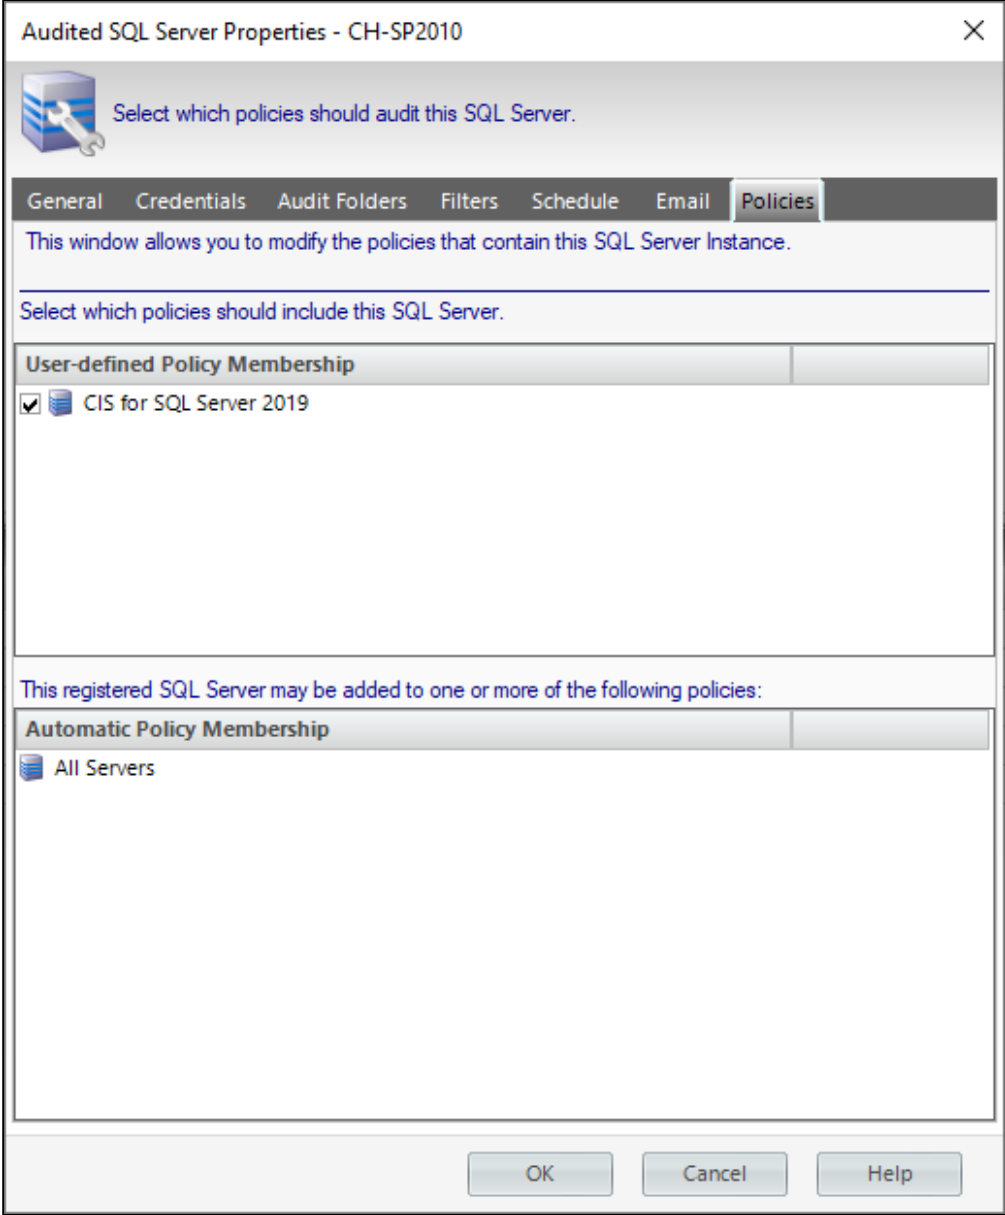 Audited SQL Server Properties - CH-SP2010
Select which policies should audit this SQL Server.
General Credentials Audit Folders Filters Schedule Email Policies
This window allows you to modify the policies that contain this SQL Server Instance.
Select which policies should include this SQL Server.
User-defined Policy Membership
CIS for SQL Server 2019
This registered SQL Server may be added to one or more of the following policies:
Automatic Policy Membership
All Servers
OK Cancel Help